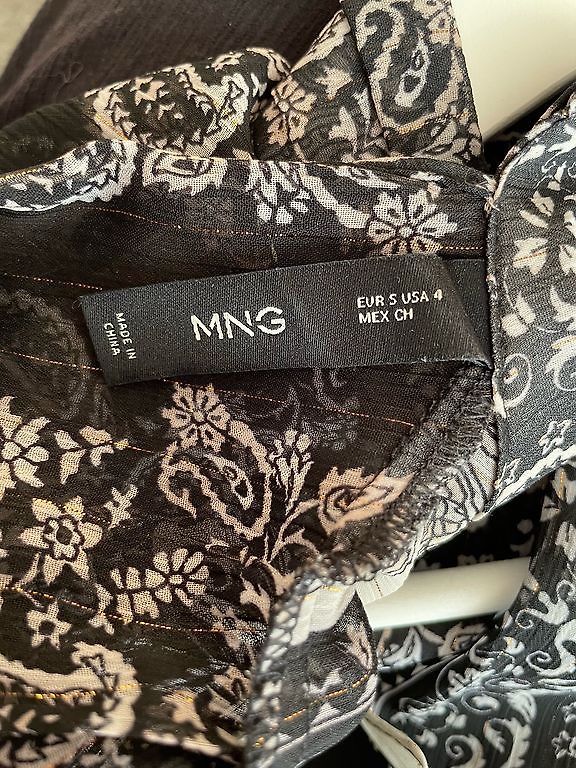 MADE IN
CHINA
MNG
EUR S USA 4
MEX CH